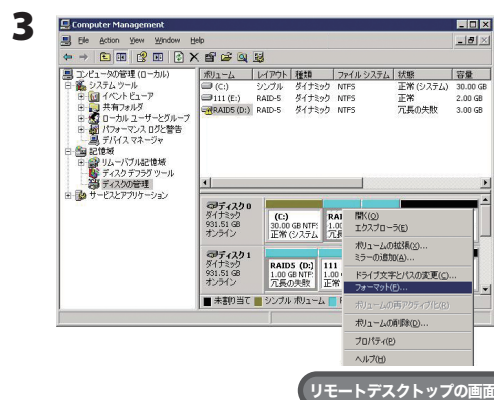 3
Computer Management
File Action View Window Help
コンピュータの管理 (ローカル)
システム ツール
イベント ビューア
共有フォルダ
ローカル ユーザーとグループ
パフォーマンス ログと警告
デバイス マネージャ
記憶域
リムーバブル記憶域
ディスク デフラグ ツール
ディスクの管理
サービスとアプリケーション
ボリューム レイアウト 種類 ファイル システム 状態 容量
(C:) シンプル ダイナミック NTFS 正常 (システム) 30.00 GB
111 (E:) RAID-5 ダイナミック NTFS 正常 2.00 GB
RAID5 (D:) RAID-5 ダイナミック NTFS 冗長の失敗 3.00 GB
ディスク 0
ダイナミック
931.51 GB
オンライン
(C:)
30.00 GB NTF
正常 (システム
RAI
1.00
冗長
ディスク 1
ダイナミック
931.51 GB
オンライン
RAID5 (D:)
1.00 GB NTF
冗長の失敗
111
1.00
正常
未割り当て シンプル ボリューム
開く(O)
エクスプローラ(E)
ボリュームの拡張(X)...
ミラーの追加(A)...
ドライブ文字とパスの変更(C)...
フォーマット(F)...
ボリュームの再アクティブ化(R)
ボリュームの削除(D)...
プロパティ(P)
ヘルプ(H)
リモートデスクトップの画面